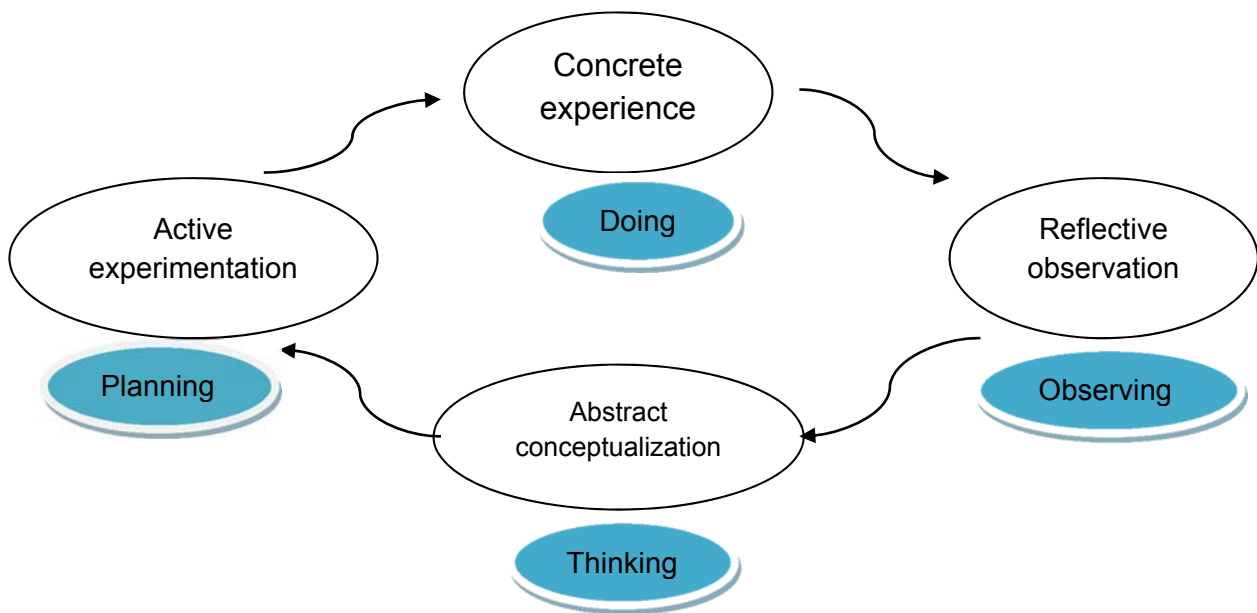 Concrete
experience
Doing
Active
experimentation
Planning
Reflective
observation
Observing
Abstract
conceptualization
Thinking